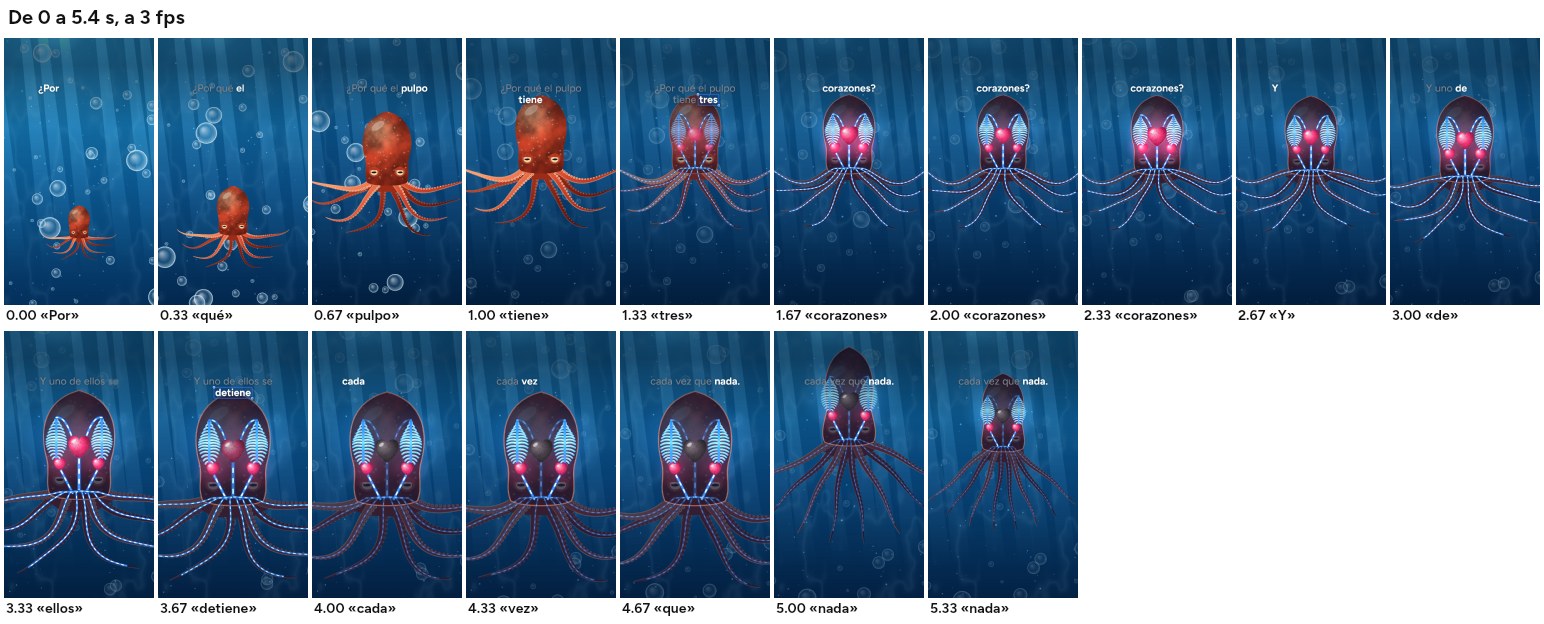 De 0 a 5.4 s, a 3 fps
¿Por
¿Por qué el
¿Por qué el pulpo
¿Por qué el pulpo
tiene
¿Por qué el pulpo
tiene tres
corazones?
corazones?
corazones?
Y
Y uno de
0.00 «Por»
0.33 «qué»
0.67 «pulpo»
1.00 «tiene»
1.33 «tres»
1.67 «corazones»
2.00 «corazones»
2.33 «corazones»
2.67 «Y»
3.00 «de»
Y uno de ellos se
Y uno de ellos se
detiene
cada
cada vez
cada vez que nada.
cada vez que nada.
cada vez que nada.
3.33 «ellos»
3.67 «detiene»
4.00 «cada»
4.33 «vez»
4.67 «que»
5.00 «nada»
5.33 «nada»